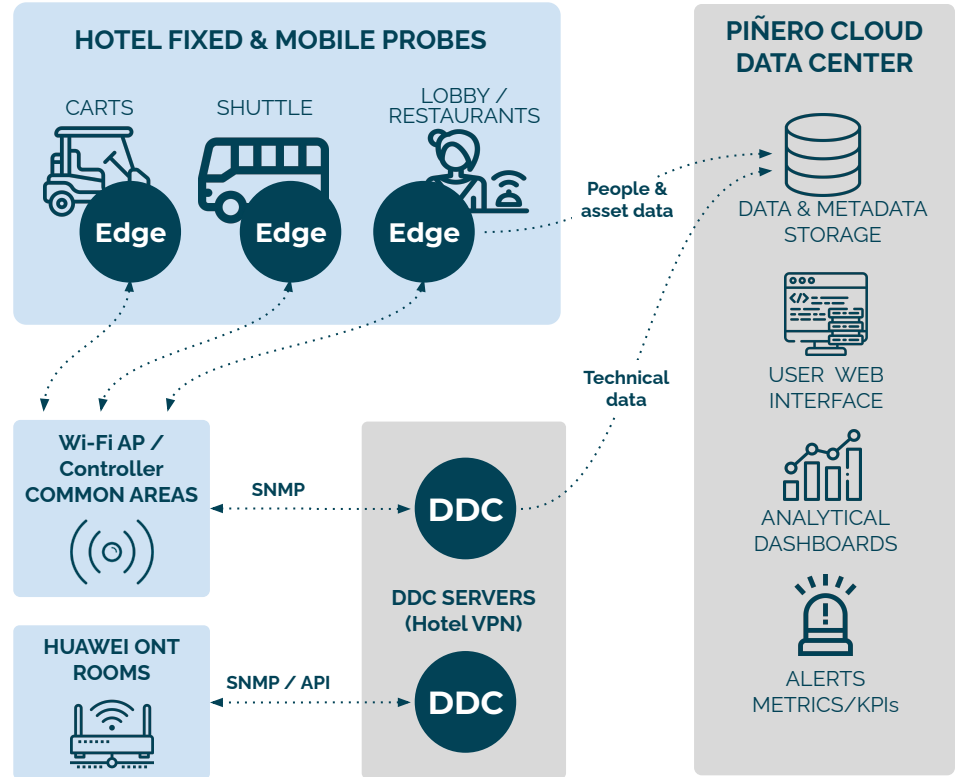 HOTEL FIXED & MOBILE PROBES
CARTS
SHUTTLE
LOBBY /
RESTAURANTS
Edge
Edge
Edge
People &
asset data
Technical
data
Wi-Fi AP /
Controller
COMMON AREAS
SNMP
DDC
DDC SERVERS
(Hotel VPN)
HUAWEI ONT
ROOMS
SNMP / API
DDC
PIÑERO CLOUD
DATA CENTER
DATA & METADATA
STORAGE
</>
USER WEB
INTERFACE
ANALYTICAL
DASHBOARDS
!
ALERTS
METRICS/KPIs